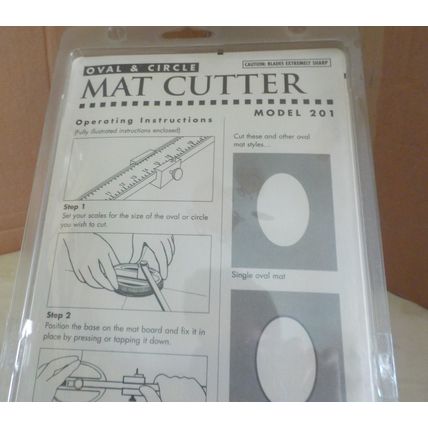 OVAL & CIRCLE
CAUTION: BLADES EXTREMELY SHARP
MAT CUTTER
MODEL 201
Operating Instructions
(Fully illustrated instructions enclosed)
Step 1
Set your scales for the size of the oval or circle
you wish to cut.
Step 2
Position the base on the mat board and fix it in
place by pressing or tapping it down.
Cut these and other oval
mat styles...
Single oval mat